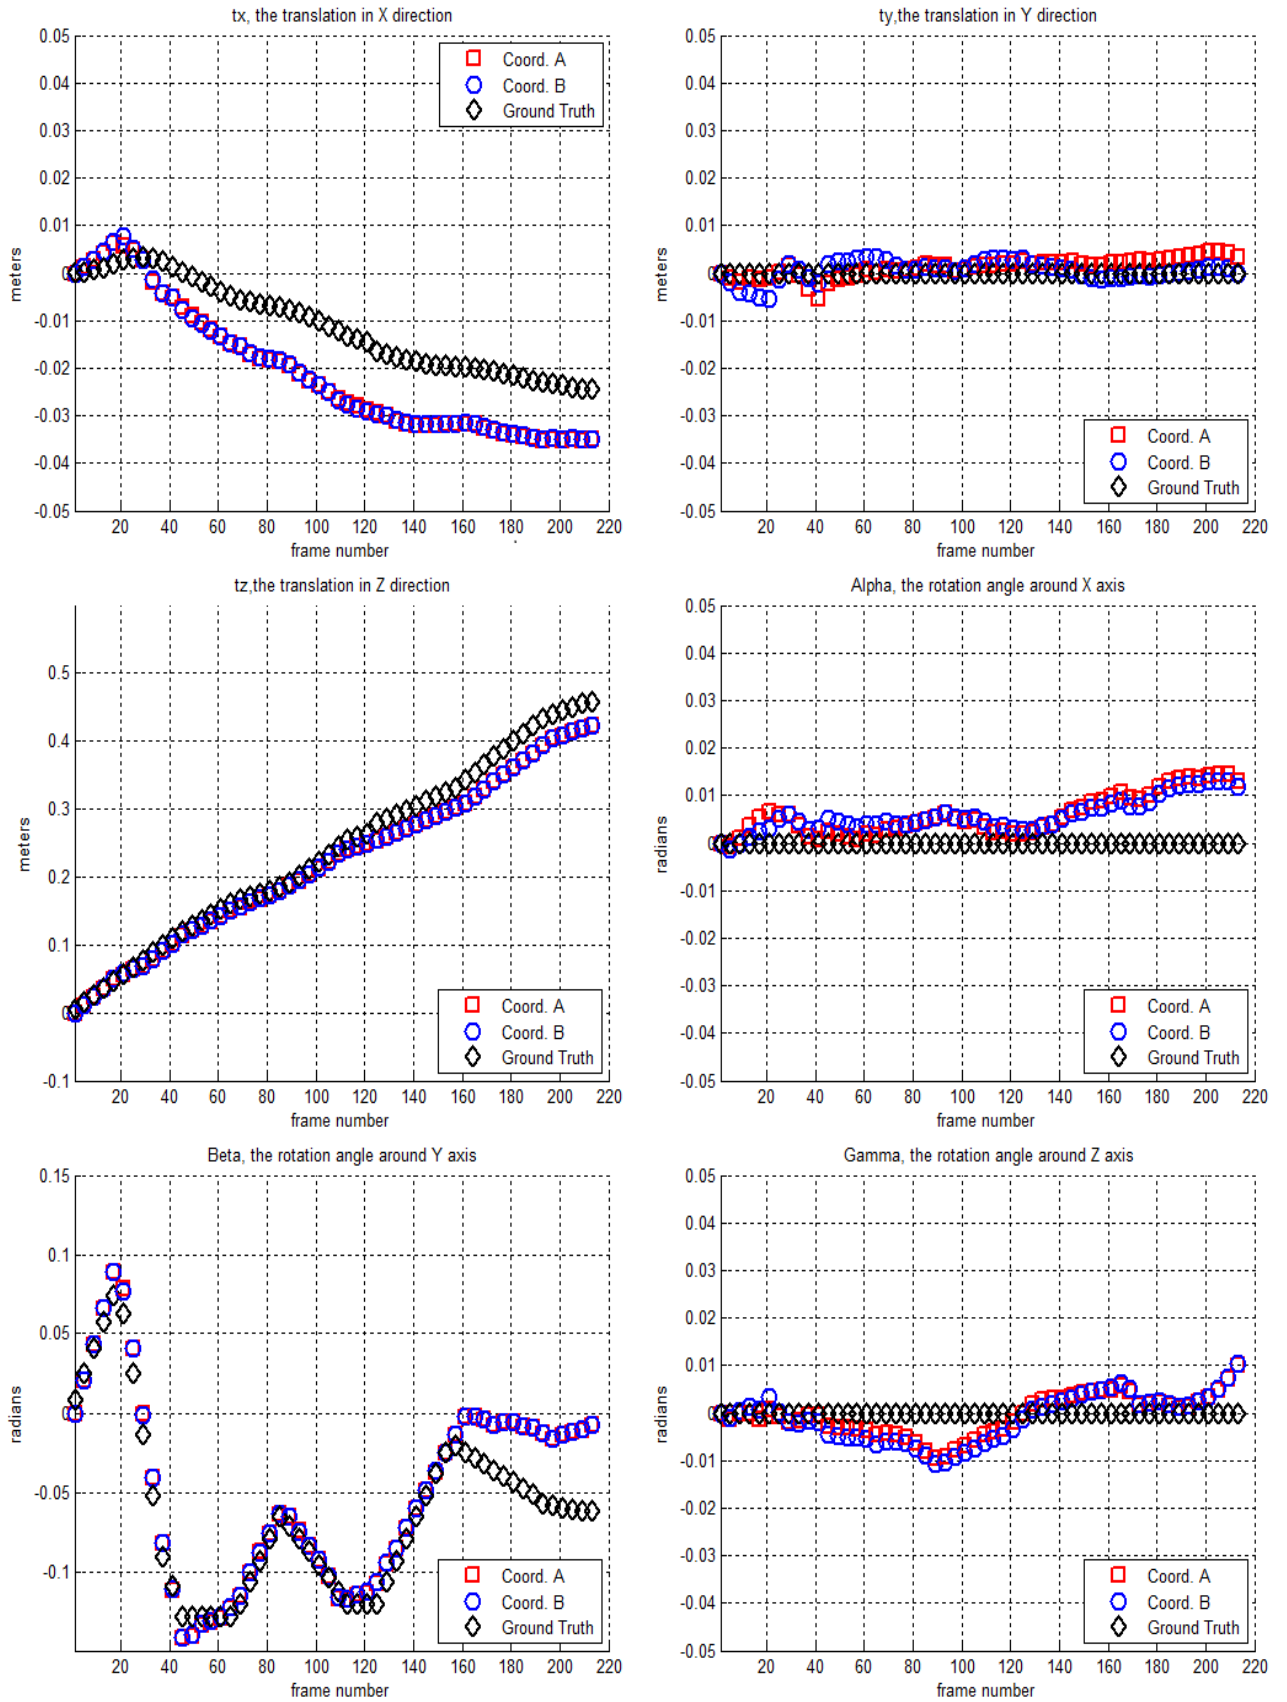 tx, the translation in X direction
0.05
0.04
0.03
0.02
0.01
0
-0.01
-0.02
-0.03
-0.04
-0.05
meters
Coord. A
Coord. B
Ground Truth
20 40 60 80 100 120 140 160 180 200 220
frame number
ty,the translation in Y direction
0.05
0.04
0.03
0.02
0.01
0
-0.01
-0.02
-0.03
-0.04
-0.05
meters
Coord. A
Coord. B
Ground Truth
20 40 60 80 100 120 140 160 180 200 220
frame number
tz,the translation in Z direction
0.5
0.4
0.3
0.2
0.1
0
-0.1
meters
Coord. A
Coord. B
Ground Truth
20 40 60 80 100 120 140 160 180 200 220
frame number
Alpha, the rotation angle around X axis
0.05
0.04
0.03
0.02
0.01
0
-0.01
-0.02
-0.03
-0.04
-0.05
radians
Coord. A
Coord. B
Ground Truth
20 40 60 80 100 120 140 160 180 200 220
frame number
Beta, the rotation angle around Y axis
0.15
0.1
0.05
0
-0.05
-0.1
radians
Coord. A
Coord. B
Ground Truth
20 40 60 80 100 120 140 160 180 200 220
frame number
Gamma, the rotation angle around Z axis
0.05
0.04
0.03
0.02
0.01
0
-0.01
-0.02
-0.03
-0.04
-0.05
radians
Coord. A
Coord. B
Ground Truth
20 40 60 80 100 120 140 160 180 200 220
frame number